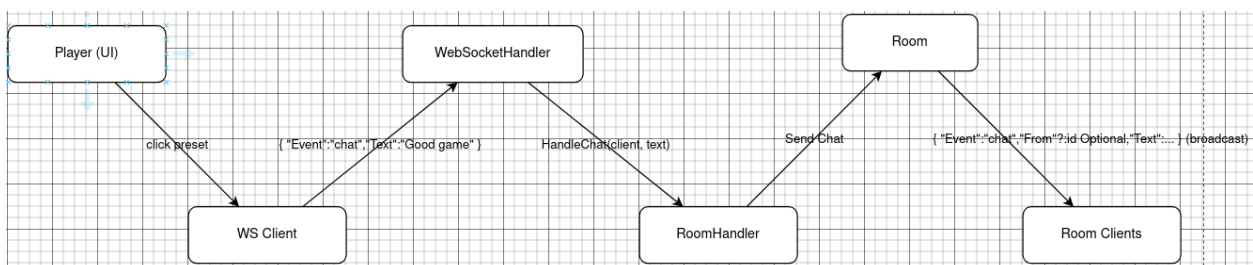 Player (UI)
WebSocketHandler
Room
click preset
{ "Event":"chat","Text":"Good game" }
HandleChat(client, text)
Send Chat
{ "Event":"chat","From"?:id Optional,"Text":... } (broadcast)
WS Client
RoomHandler
Room Clients